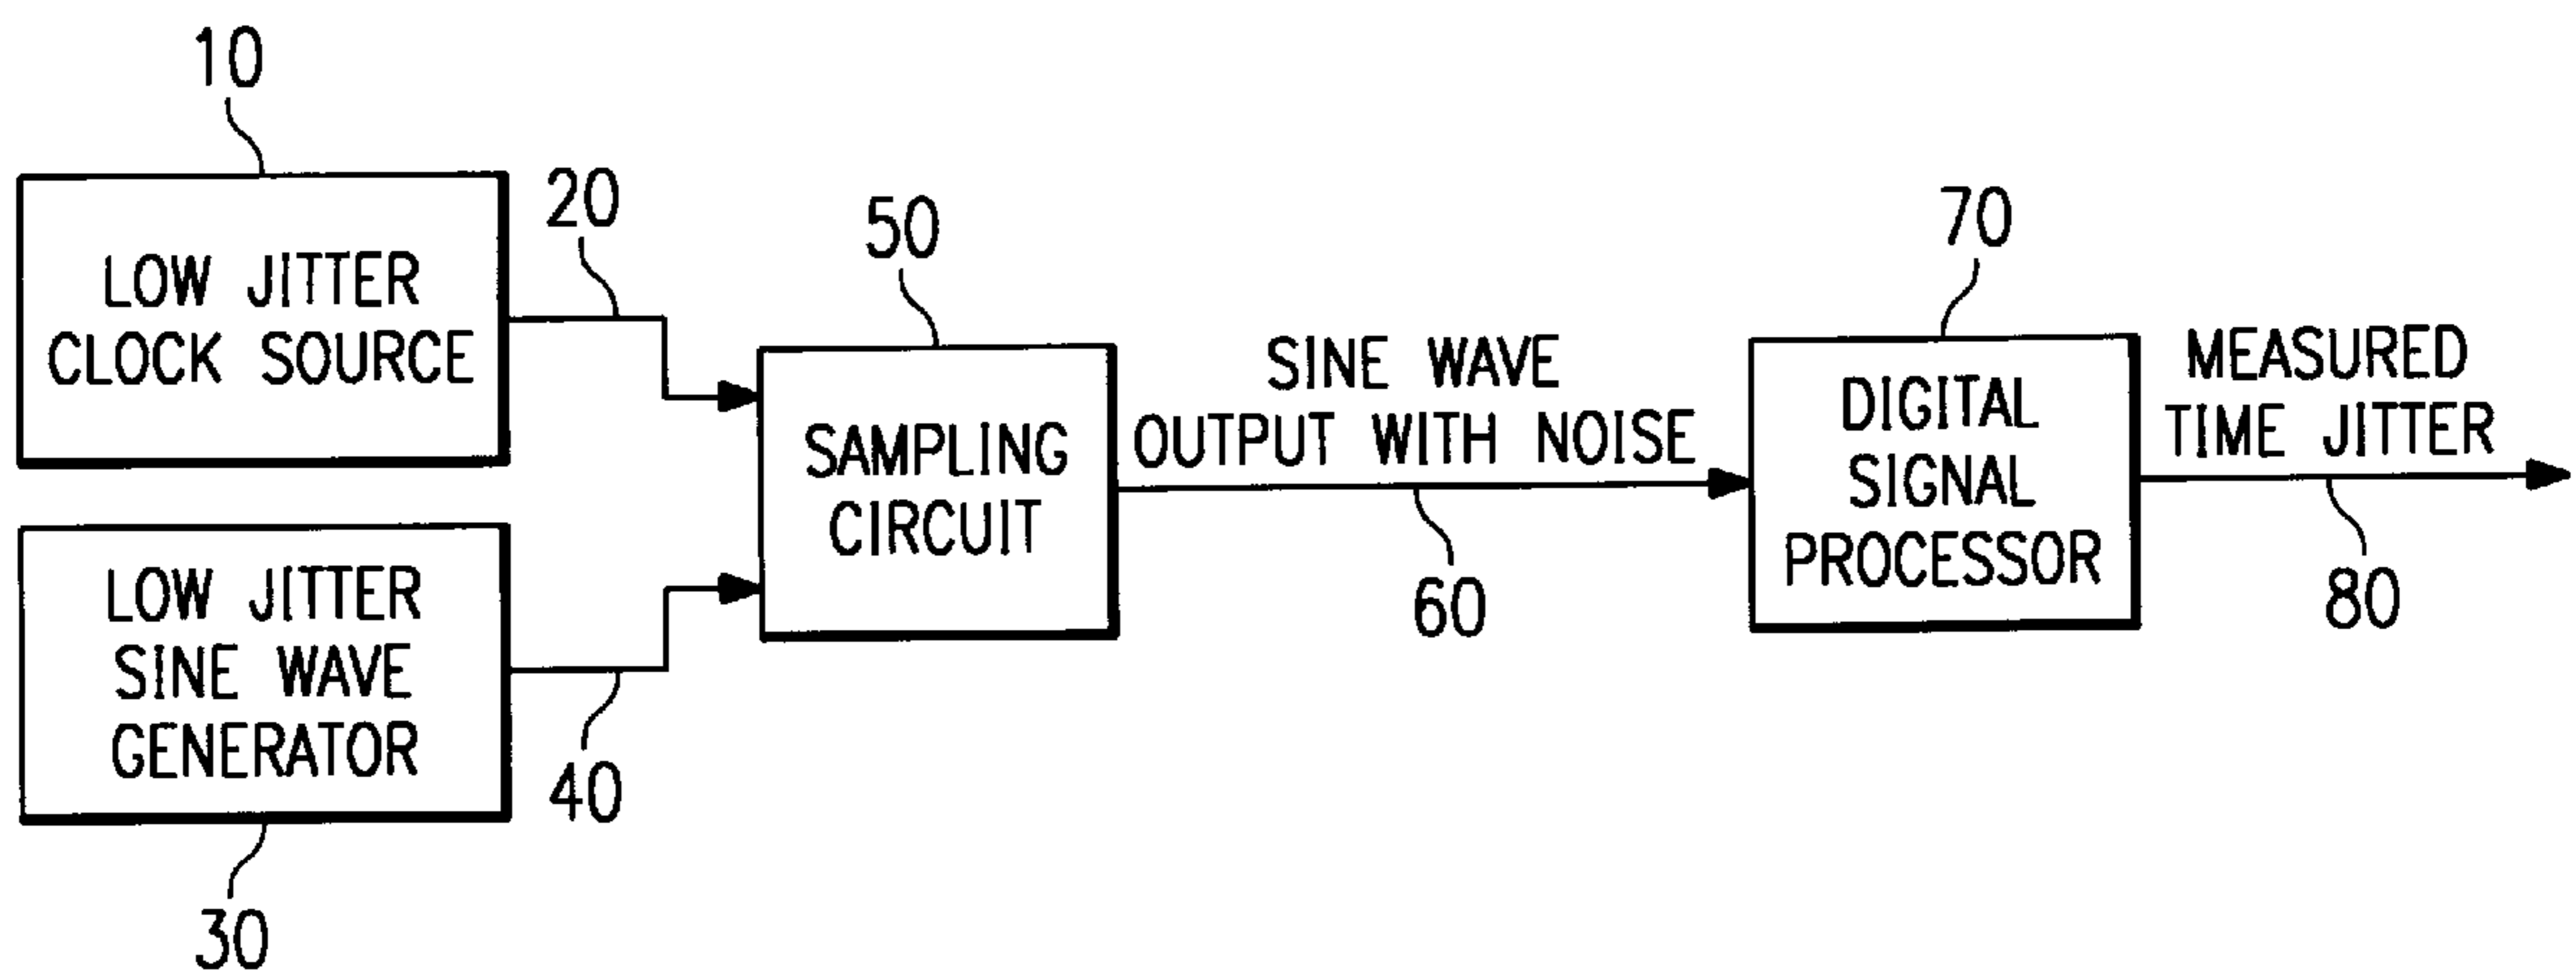 10
LOW JITTER
CLOCK SOURCE
20
LOW JITTER
SINE WAVE
GENERATOR
30
40
50
SAMPLING
CIRCUIT
SINE WAVE
OUTPUT WITH NOISE
60
70
DIGITAL
SIGNAL
PROCESSOR
MEASURED
TIME JITTER
80